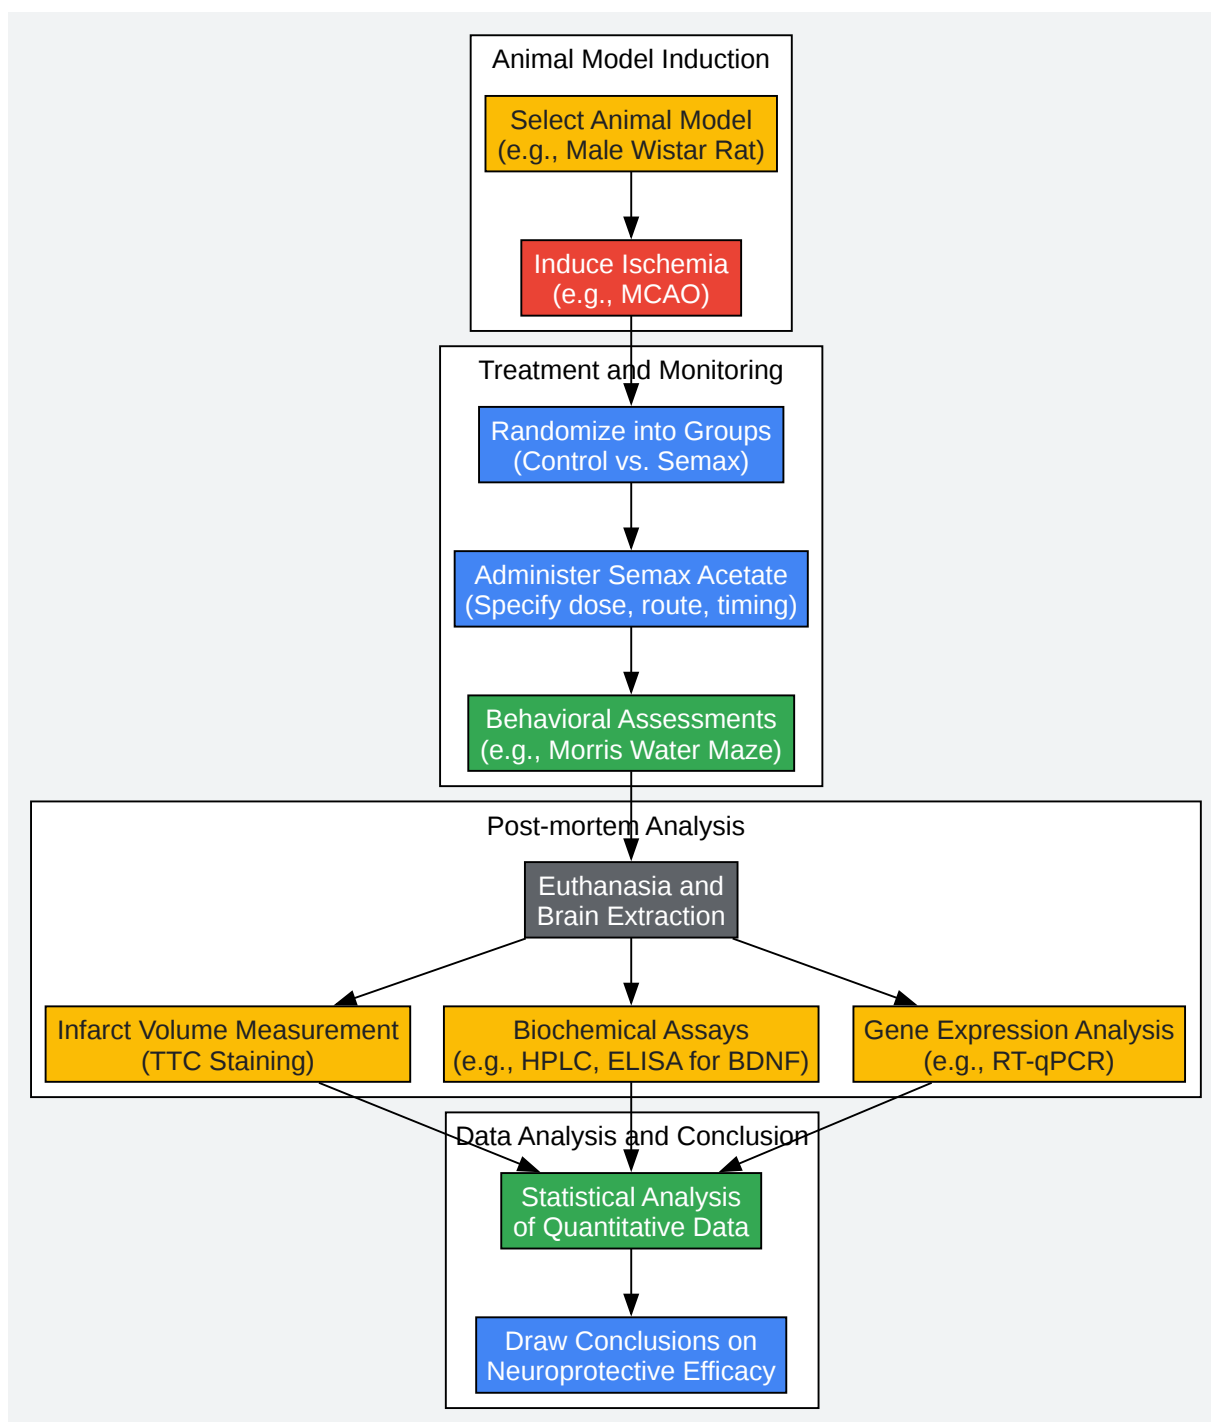 Animal Model Induction
Select Animal Model
(e.g., Male Wistar Rat)
Induce Ischemia
(e.g., MCAO)
Treatment and Monitoring
Randomize into Groups
(Control vs. Semax)
Administer Semax Acetate
(Specify dose, route, timing)
Behavioral Assessments
(e.g., Morris Water Maze)
Post-mortem Analysis
Euthanasia and
Brain Extraction
Infarct Volume Measurement
(TTC Staining)
Biochemical Assays
(e.g., HPLC, ELISA for BDNF)
Gene Expression Analysis
(e.g., RT-qPCR)
Data Analysis and Conclusion
Statistical Analysis
of Quantitative Data
Draw Conclusions on
Neuroprotective Efficacy